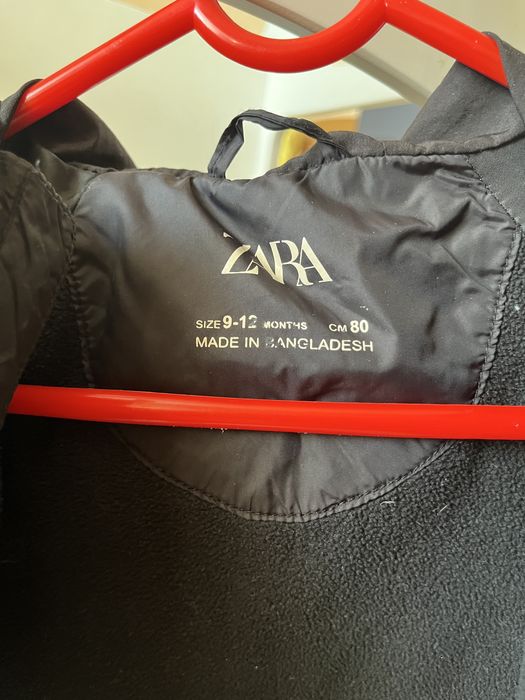 ZARA
SIZE 9-12 MONTHS CM 80
MADE IN BANGLADESH